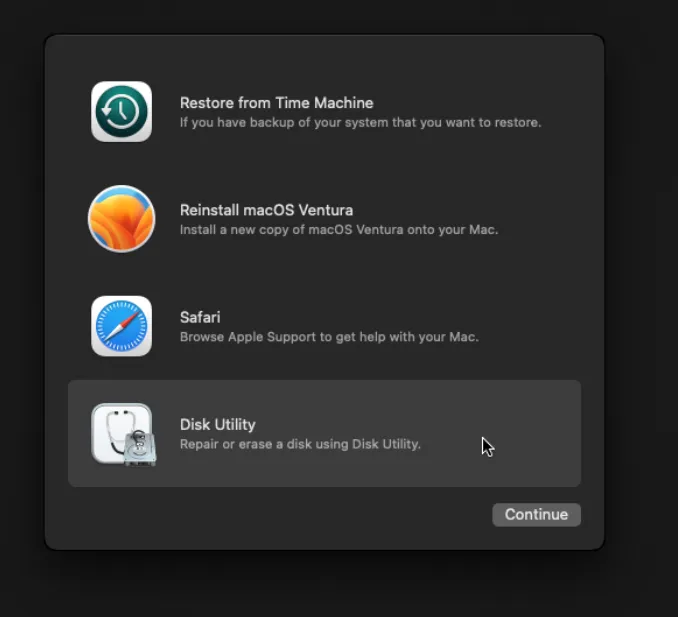 Restore from Time Machine
If you have backup of your system that you want to restore.
Reinstall macOS Ventura
Install a new copy of macOS Ventura onto your Mac.
Safari
Browse Apple Support to get help with your Mac.
Disk Utility
Repair or erase a disk using Disk Utility.
Continue